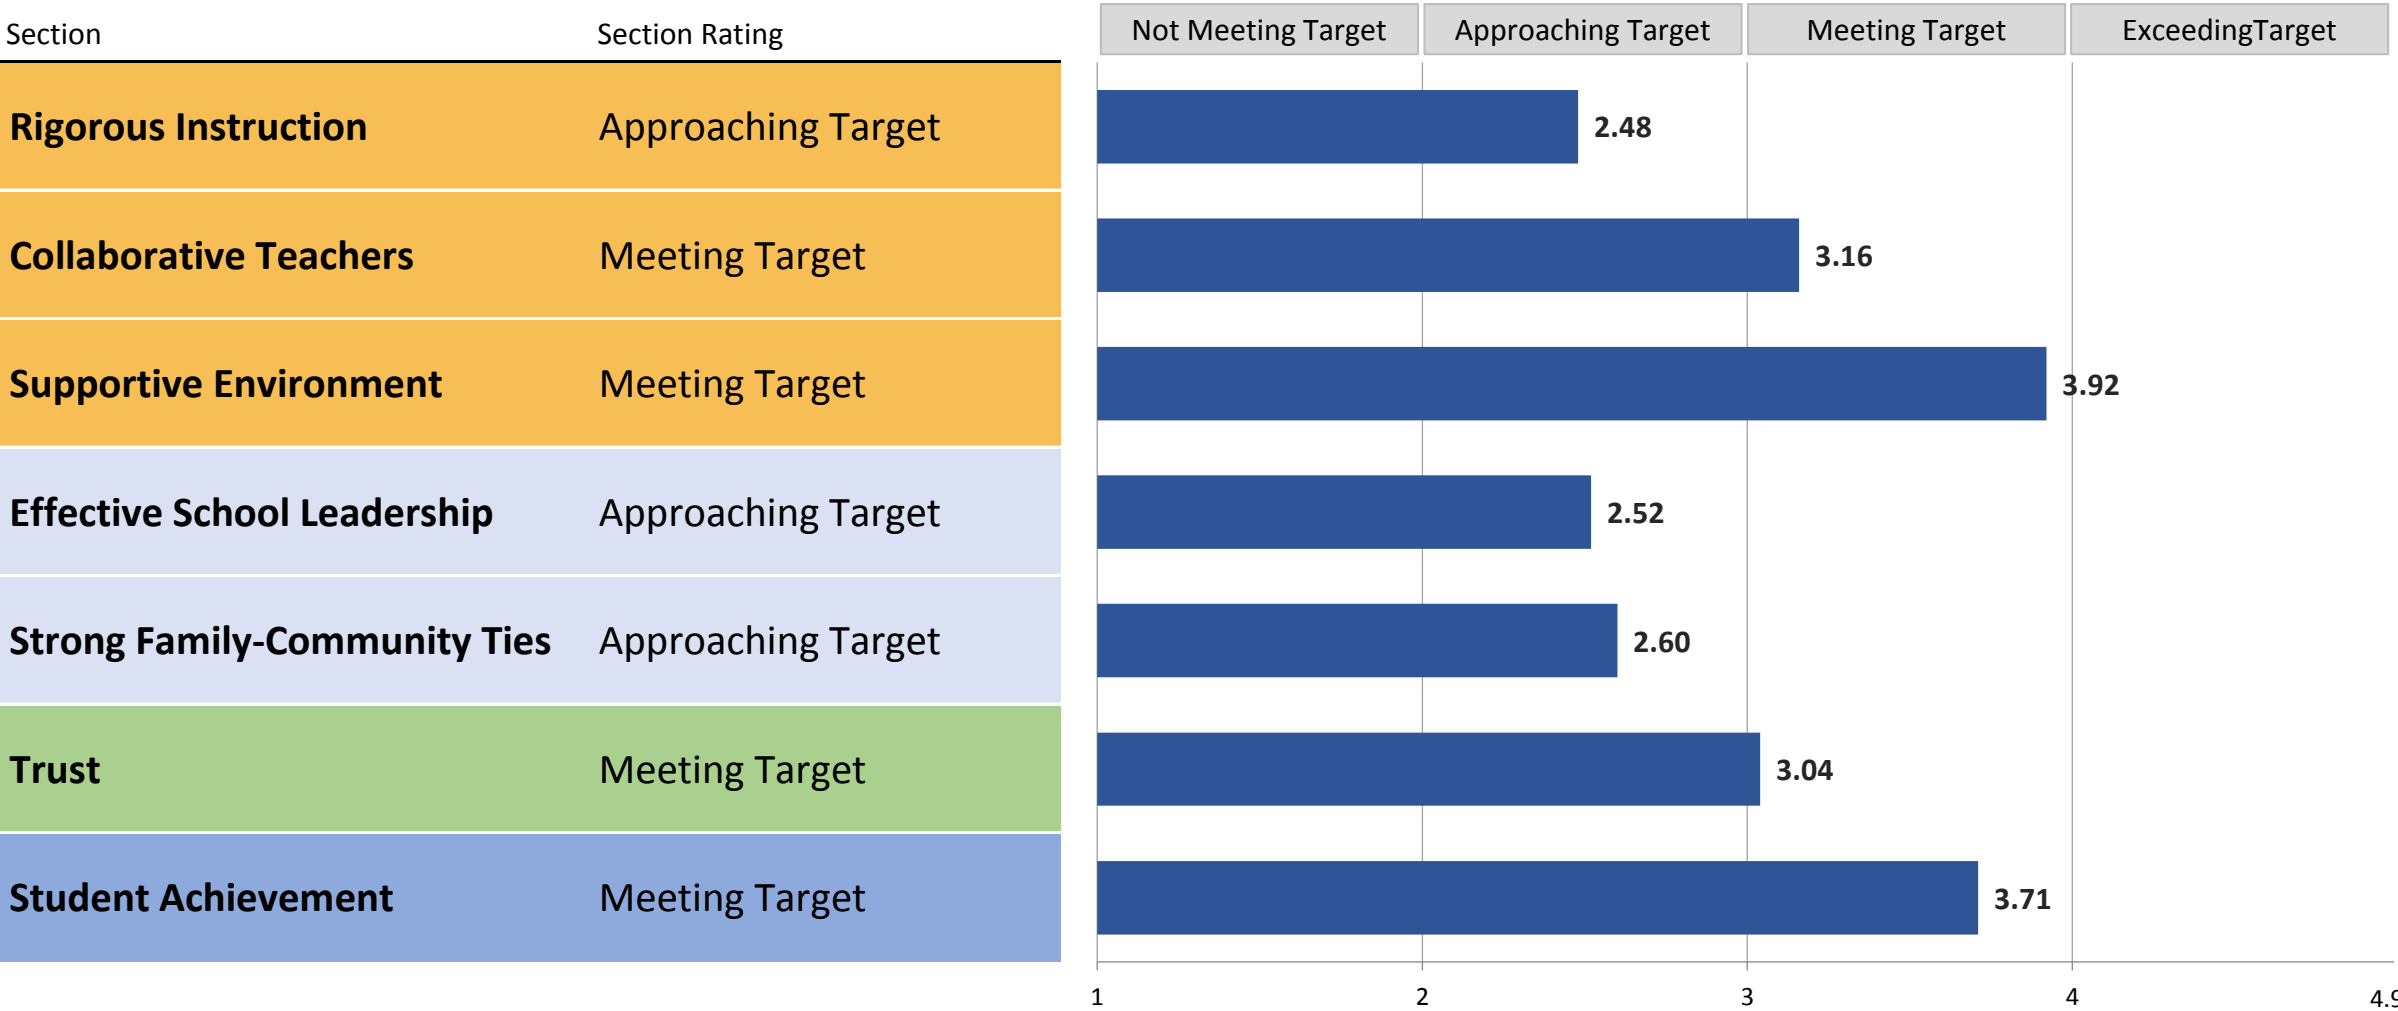 Section Section Rating Not Meeting Target Approaching Target Meeting Target ExceedingTarget
Rigorous Instruction Approaching Target 2.48
Collaborative Teachers Meeting Target 3.16
Supportive Environment Meeting Target 3.92
Effective School Leadership Approaching Target 2.52
Strong Family-Community Ties Approaching Target 2.60
Trust Meeting Target 3.04
Student Achievement Meeting Target 3.71
1 2 3 4 4.9